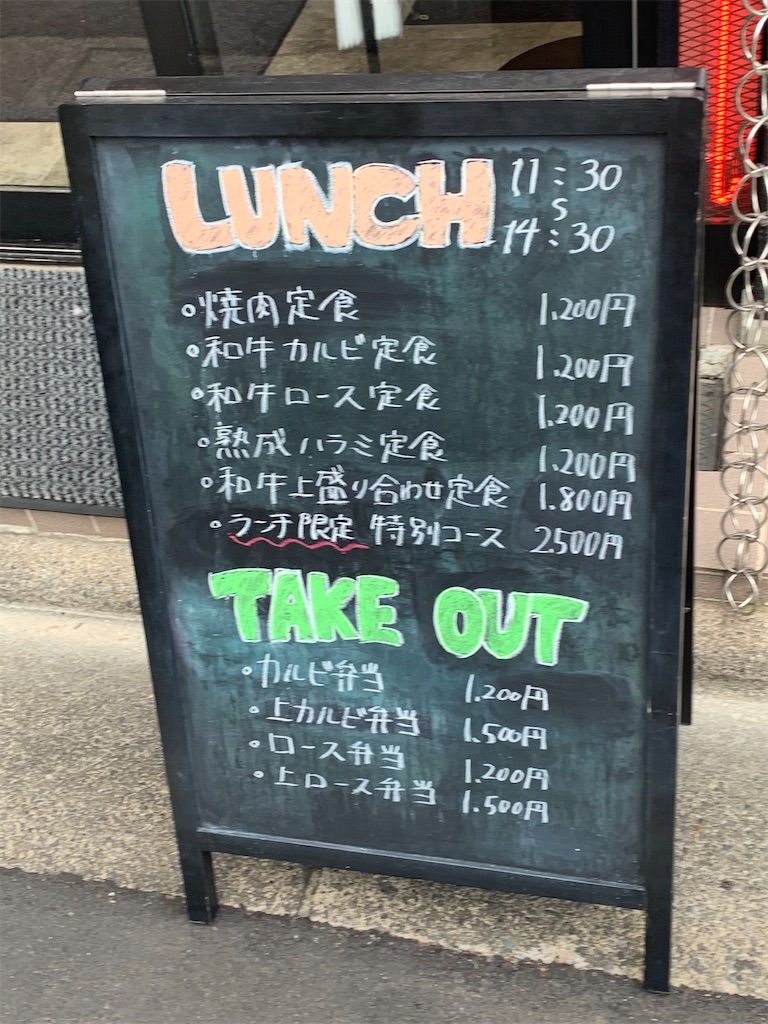 LUNCH 11:30
S
14:30
・焼肉定食 1.200円
・和牛カルビ定食 1.200円
・和牛ロース定食 1.200円
・熟成ハラミ定食 1.200円
・和牛上盛り合わせ定食 1.800円
・ランチ限定 特別コース 2500円
TAKE OUT
・カルビ弁当 1.200円
・上カルビ弁当 1.500円
・ロース弁当 1.200円
・上ロース弁当 1.500円